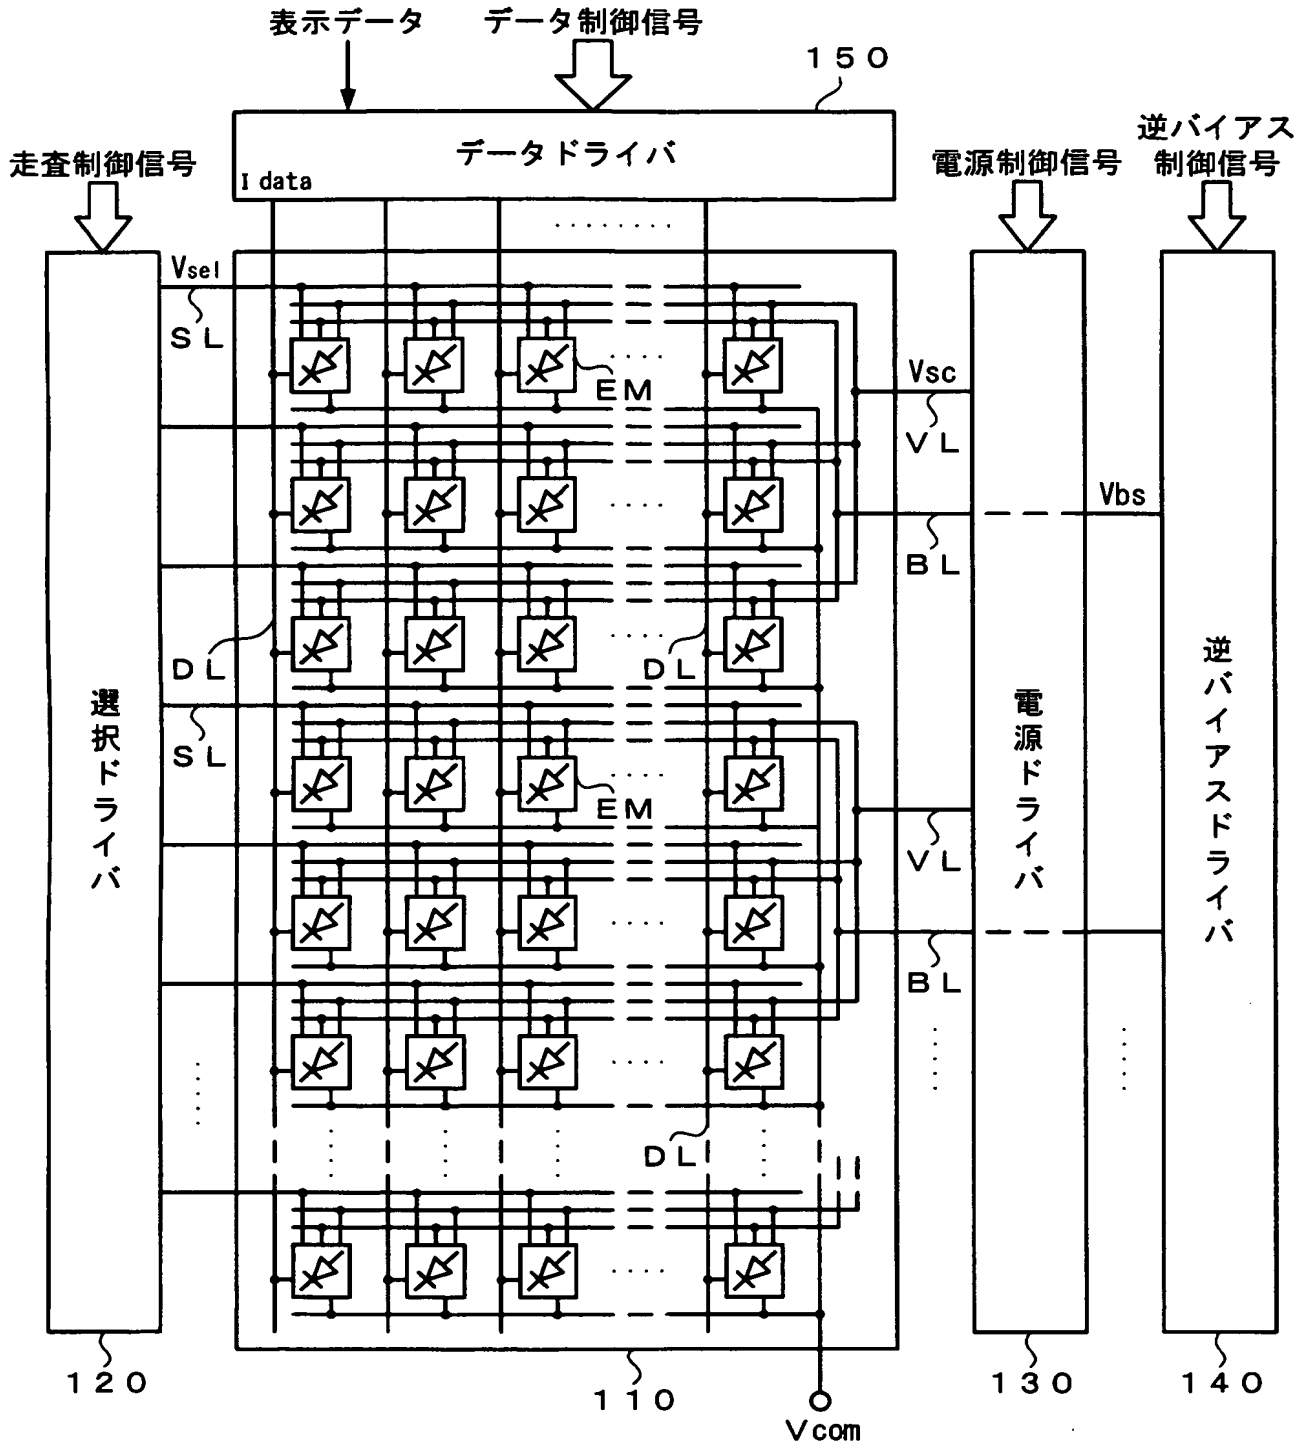 表示データ
データ制御信号
150
データドライバ
I data
走査制御信号
電源制御信号
逆バイアス
制御信号
Vsel
SL
EM
Vsc
VL
Vbs
BL
DL
DL
選択ドライバ
電源ドライバ
逆バイアスドライバ
SL
EM
VL
BL
DL
120
110
130
140
Vcom